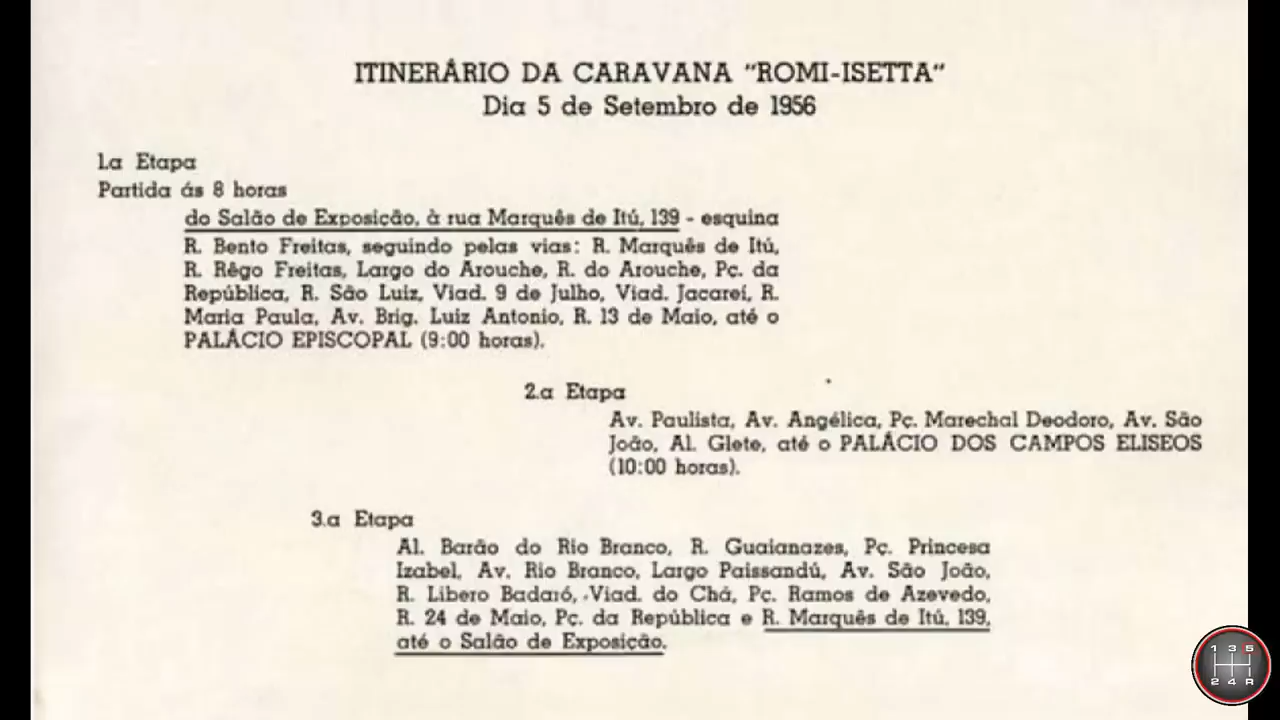 ITINERÁRIO DA CARAVANA “ROMI-ISETTA”
Dia 5 de Setembro de 1956
1.a Etapa
Partida ás 8 horas
do Salão de Exposição, à rua Marquês de Itú, 139 - esquina
R. Bento Freitas, seguindo pelas vias: R. Marquês de Itú,
R. Rêgo Freitas, Largo do Arouche, R. do Arouche, Pç. da
República, R. São Luiz, Viad. 9 de Julho, Viad. Jacareí, R.
Maria Paula, Av. Brig. Luiz Antonio, R. 13 de Maio, até o
PALÁCIO EPISCOPAL (9:00 horas).
2.a Etapa
Av. Paulista, Av. Angélica, Pç. Marechal Deodoro, Av. São
João, Al. Glete, até o PALÁCIO DOS CAMPOS ELISEOS
(10:00 horas).
3.a Etapa
Al. Barão do Rio Branco, R. Guaianazes, Pç. Princesa
Izabel, Av. Rio Branco, Largo Paissandú, Av. São João,
R. Libero Badaró, Viad. do Chá, Pç. Ramos de Azevedo,
R. 24 de Maio, Pç. da República e R. Marquês de Itú, 139,
até o Salão de Exposição.
1 3 5
2 4 R